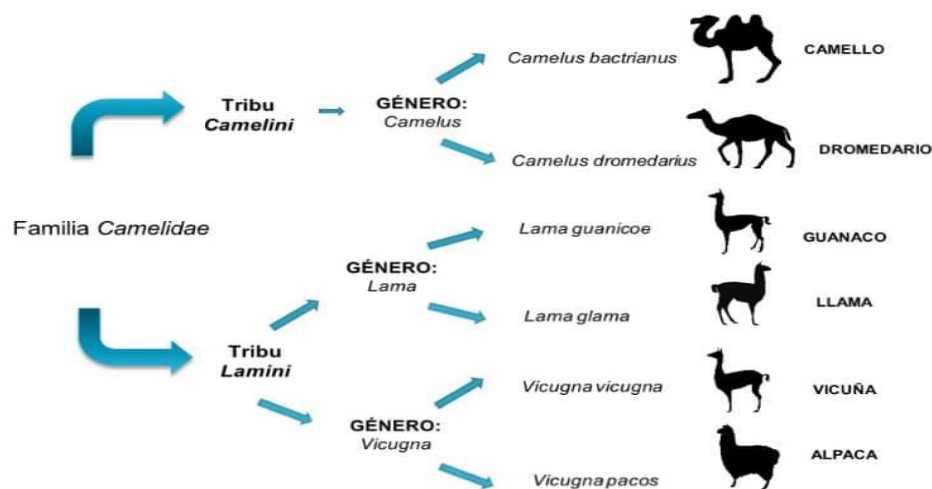 Camelus bactrianus
CAMELLO
Tribu
Camelini
GÉNERO:
Camelus
Camelus dromedarius
DROMEDARIO
Familia Camelidae
Lama guanicoe
GUANACO
GÉNERO:
Lama
Lama glama
LLAMA
Tribu
Lamini
Vicugna vicugna
VICUÑA
GÉNERO:
Vicugna
Vicugna pacos
ALPACA